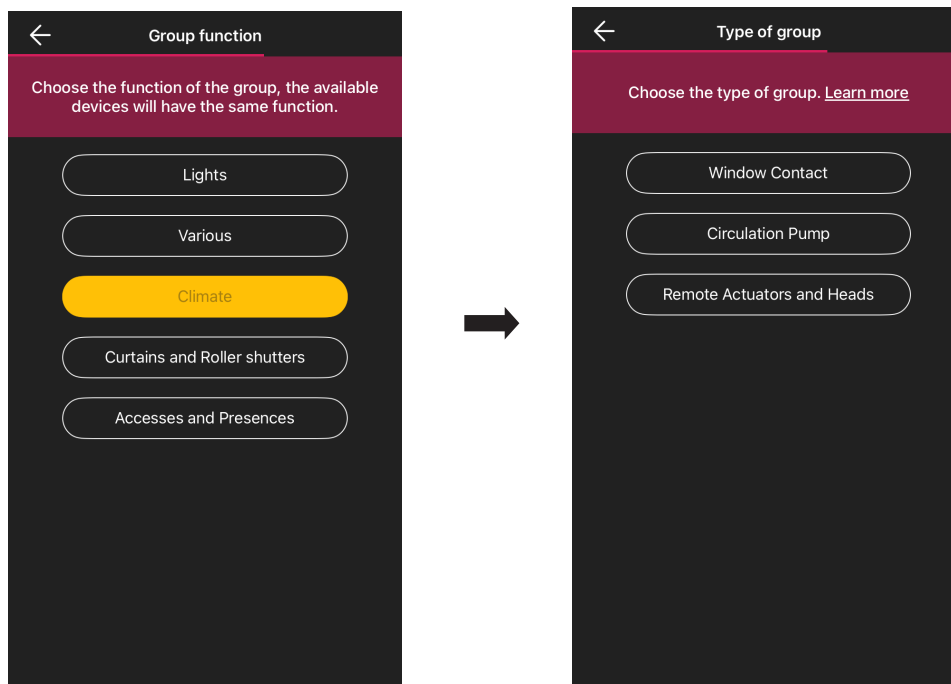 Group function
Choose the function of the group, the available
devices will have the same function.
Lights
Various
Climate
Curtains and Roller shutters
Accesses and Presences
Type of group
Choose the type of group. Learn more
Window Contact
Circulation Pump
Remote Actuators and Heads